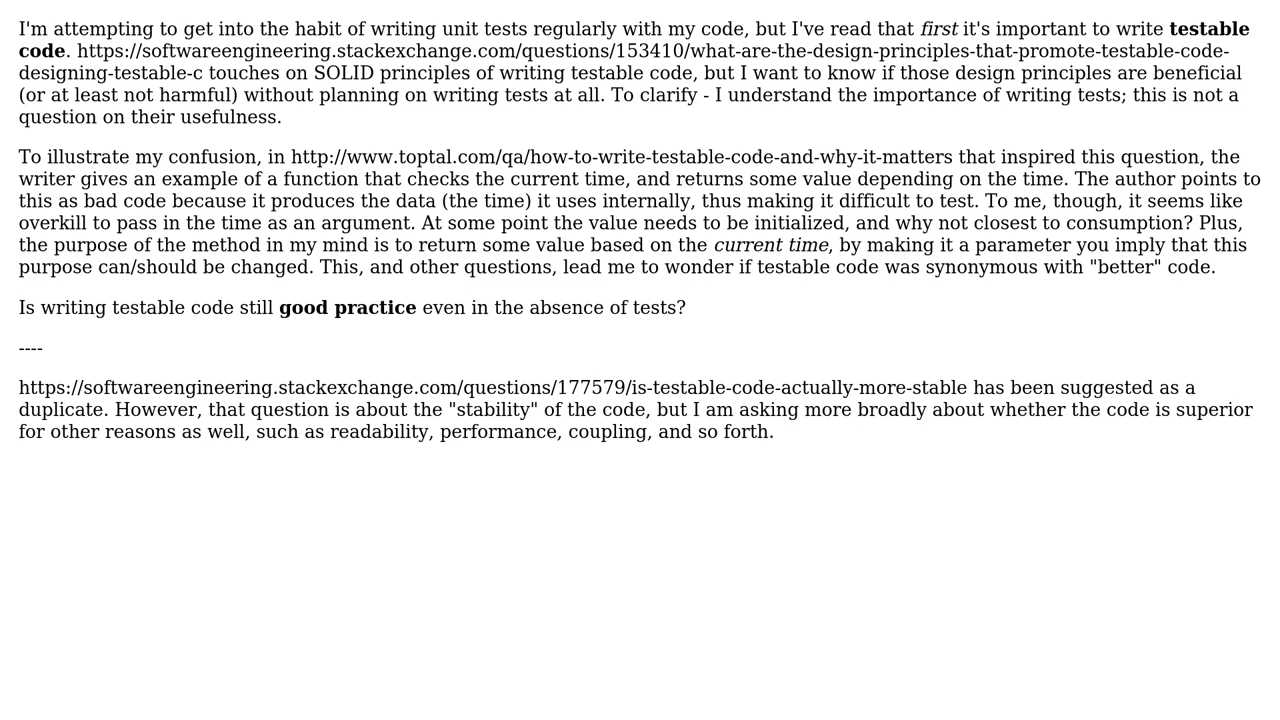 I'm attempting to get into the habit of writing unit tests regularly with my code, but I've read that first it's important to write testable
code. https://softwareengineering.stackexchange.com/questions/153410/what-are-the-design-principles-that-promote-testable-code-
designing-testable-c touches on SOLID principles of writing testable code, but I want to know if those design principles are beneficial
(or at least not harmful) without planning on writing tests at all. To clarify - I understand the importance of writing tests; this is not a
question on their usefulness.
To illustrate my confusion, in http://www.toptal.com/qa/how-to-write-testable-code-and-why-it-matters that inspired this question, the
writer gives an example of a function that checks the current time, and returns some value depending on the time. The author points to
this as bad code because it produces the data (the time) it uses internally, thus making it difficult to test. To me, though, it seems like
overkill to pass in the time as an argument. At some point the value needs to be initialized, and why not closest to consumption? Plus,
the purpose of the method in my mind is to return some value based on the current time, by making it a parameter you imply that this
purpose can/should be changed. This, and other questions, lead me to wonder if testable code was synonymous with "better" code.
Is writing testable code still good practice even in the absence of tests?
----
https://softwareengineering.stackexchange.com/questions/177579/is-testable-code-actually-more-stable has been suggested as a
duplicate. However, that question is about the "stability" of the code, but I am asking more broadly about whether the code is superior
for other reasons as well, such as readability, performance, coupling, and so forth.